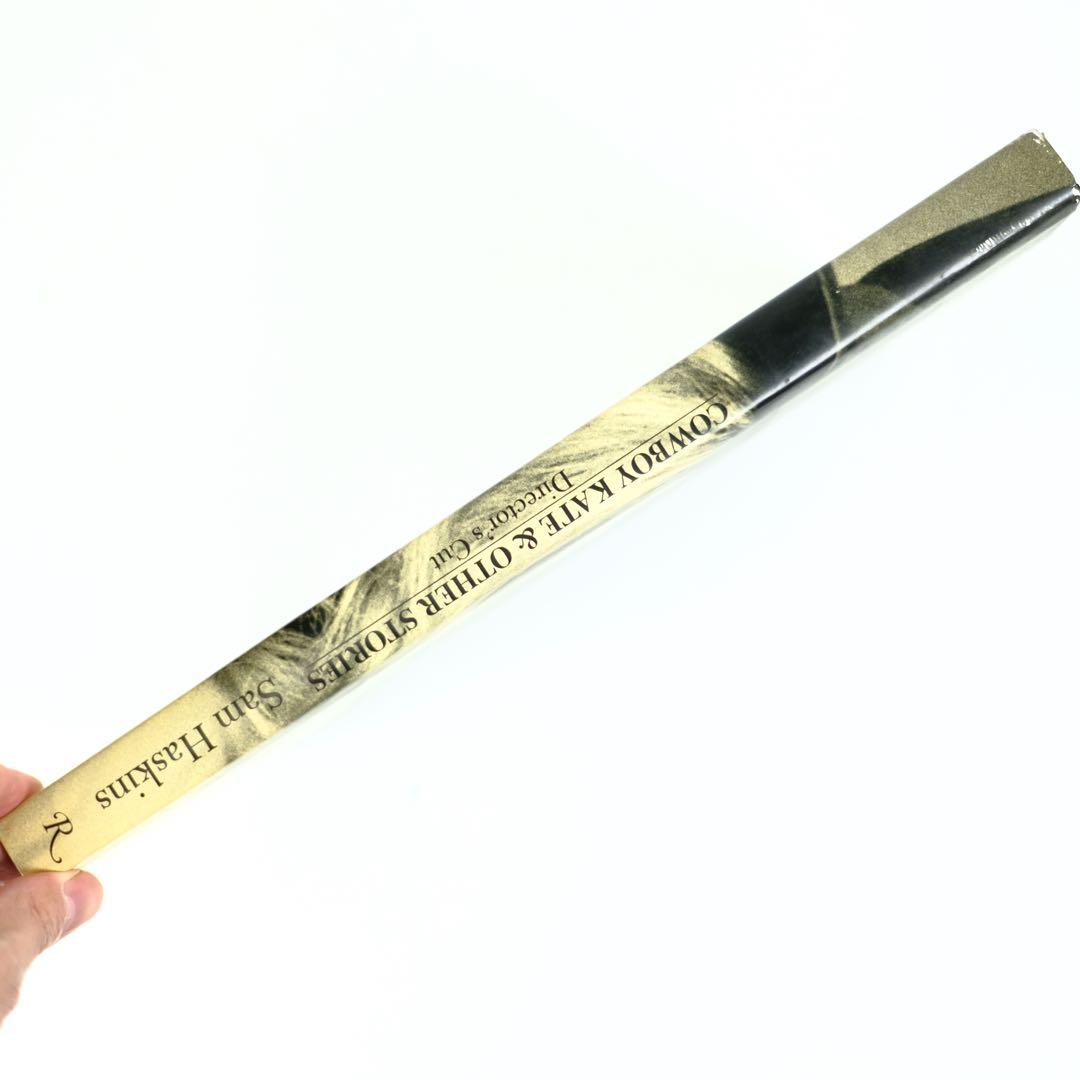 COWBOY KATE & OTHER STORIES
Director's Cut
Sam Haskins
R